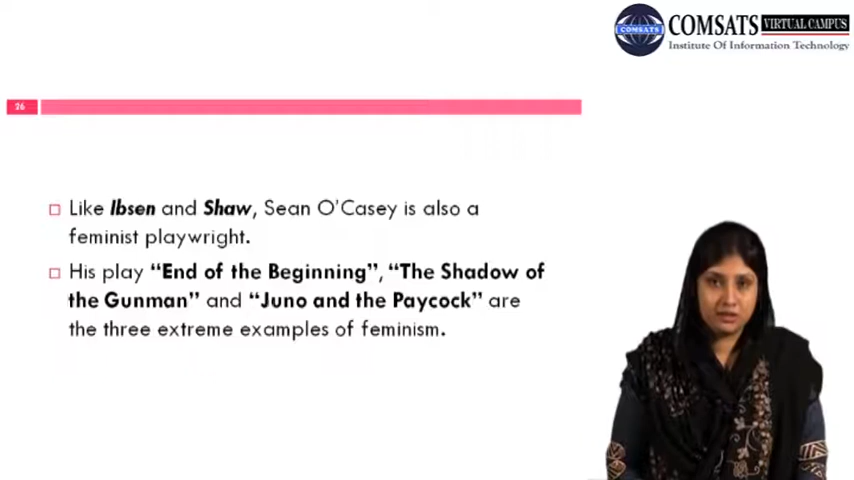 COMSATS
COMSATS VIRTUAL CAMPUS
Institute Of Information Technology
26
Like Ibsen and Shaw, Sean O'Casey is also a
feminist playwright.
His play “End of the Beginning”, “The Shadow of
the Gunman” and “Juno and the Paycock” are
the three extreme examples of feminism.